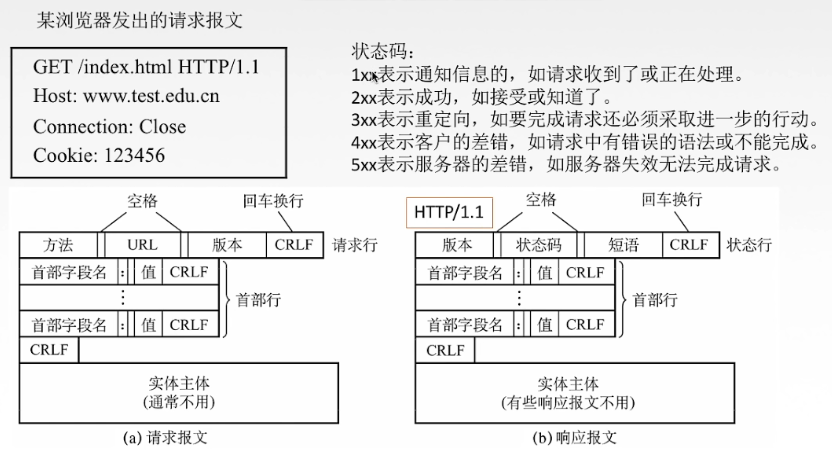 某浏览器发出的请求报文
GET /index.html HTTP/1.1
Host: www.test.edu.cn
Connection: Close
Cookie: 123456
状态码：
1xx表示通知信息的，如请求收到了或正在处理。
2xx表示成功，如接受或知道了。
3xx表示重定向，如要完成请求还必须采取进一步的行动。
4xx表示客户的差错，如请求中有错误的语法或不能完成。
5xx表示服务器的差错，如服务器失效无法完成请求。
空格 回车换行
方法 URL 版本 CRLF 请求行
首部字段名 : 值 CRLF
⋮ 首部行
首部字段名 : 值 CRLF
CRLF
实体主体
(通常不用)
(a) 请求报文
HTTP/1.1
空格 回车换行
版本 状态码 短语 CRLF 状态行
首部字段名 : 值 CRLF
⋮ 首部行
首部字段名 : 值 CRLF
CRLF
实体主体
(有些响应报文不用)
(b) 响应报文